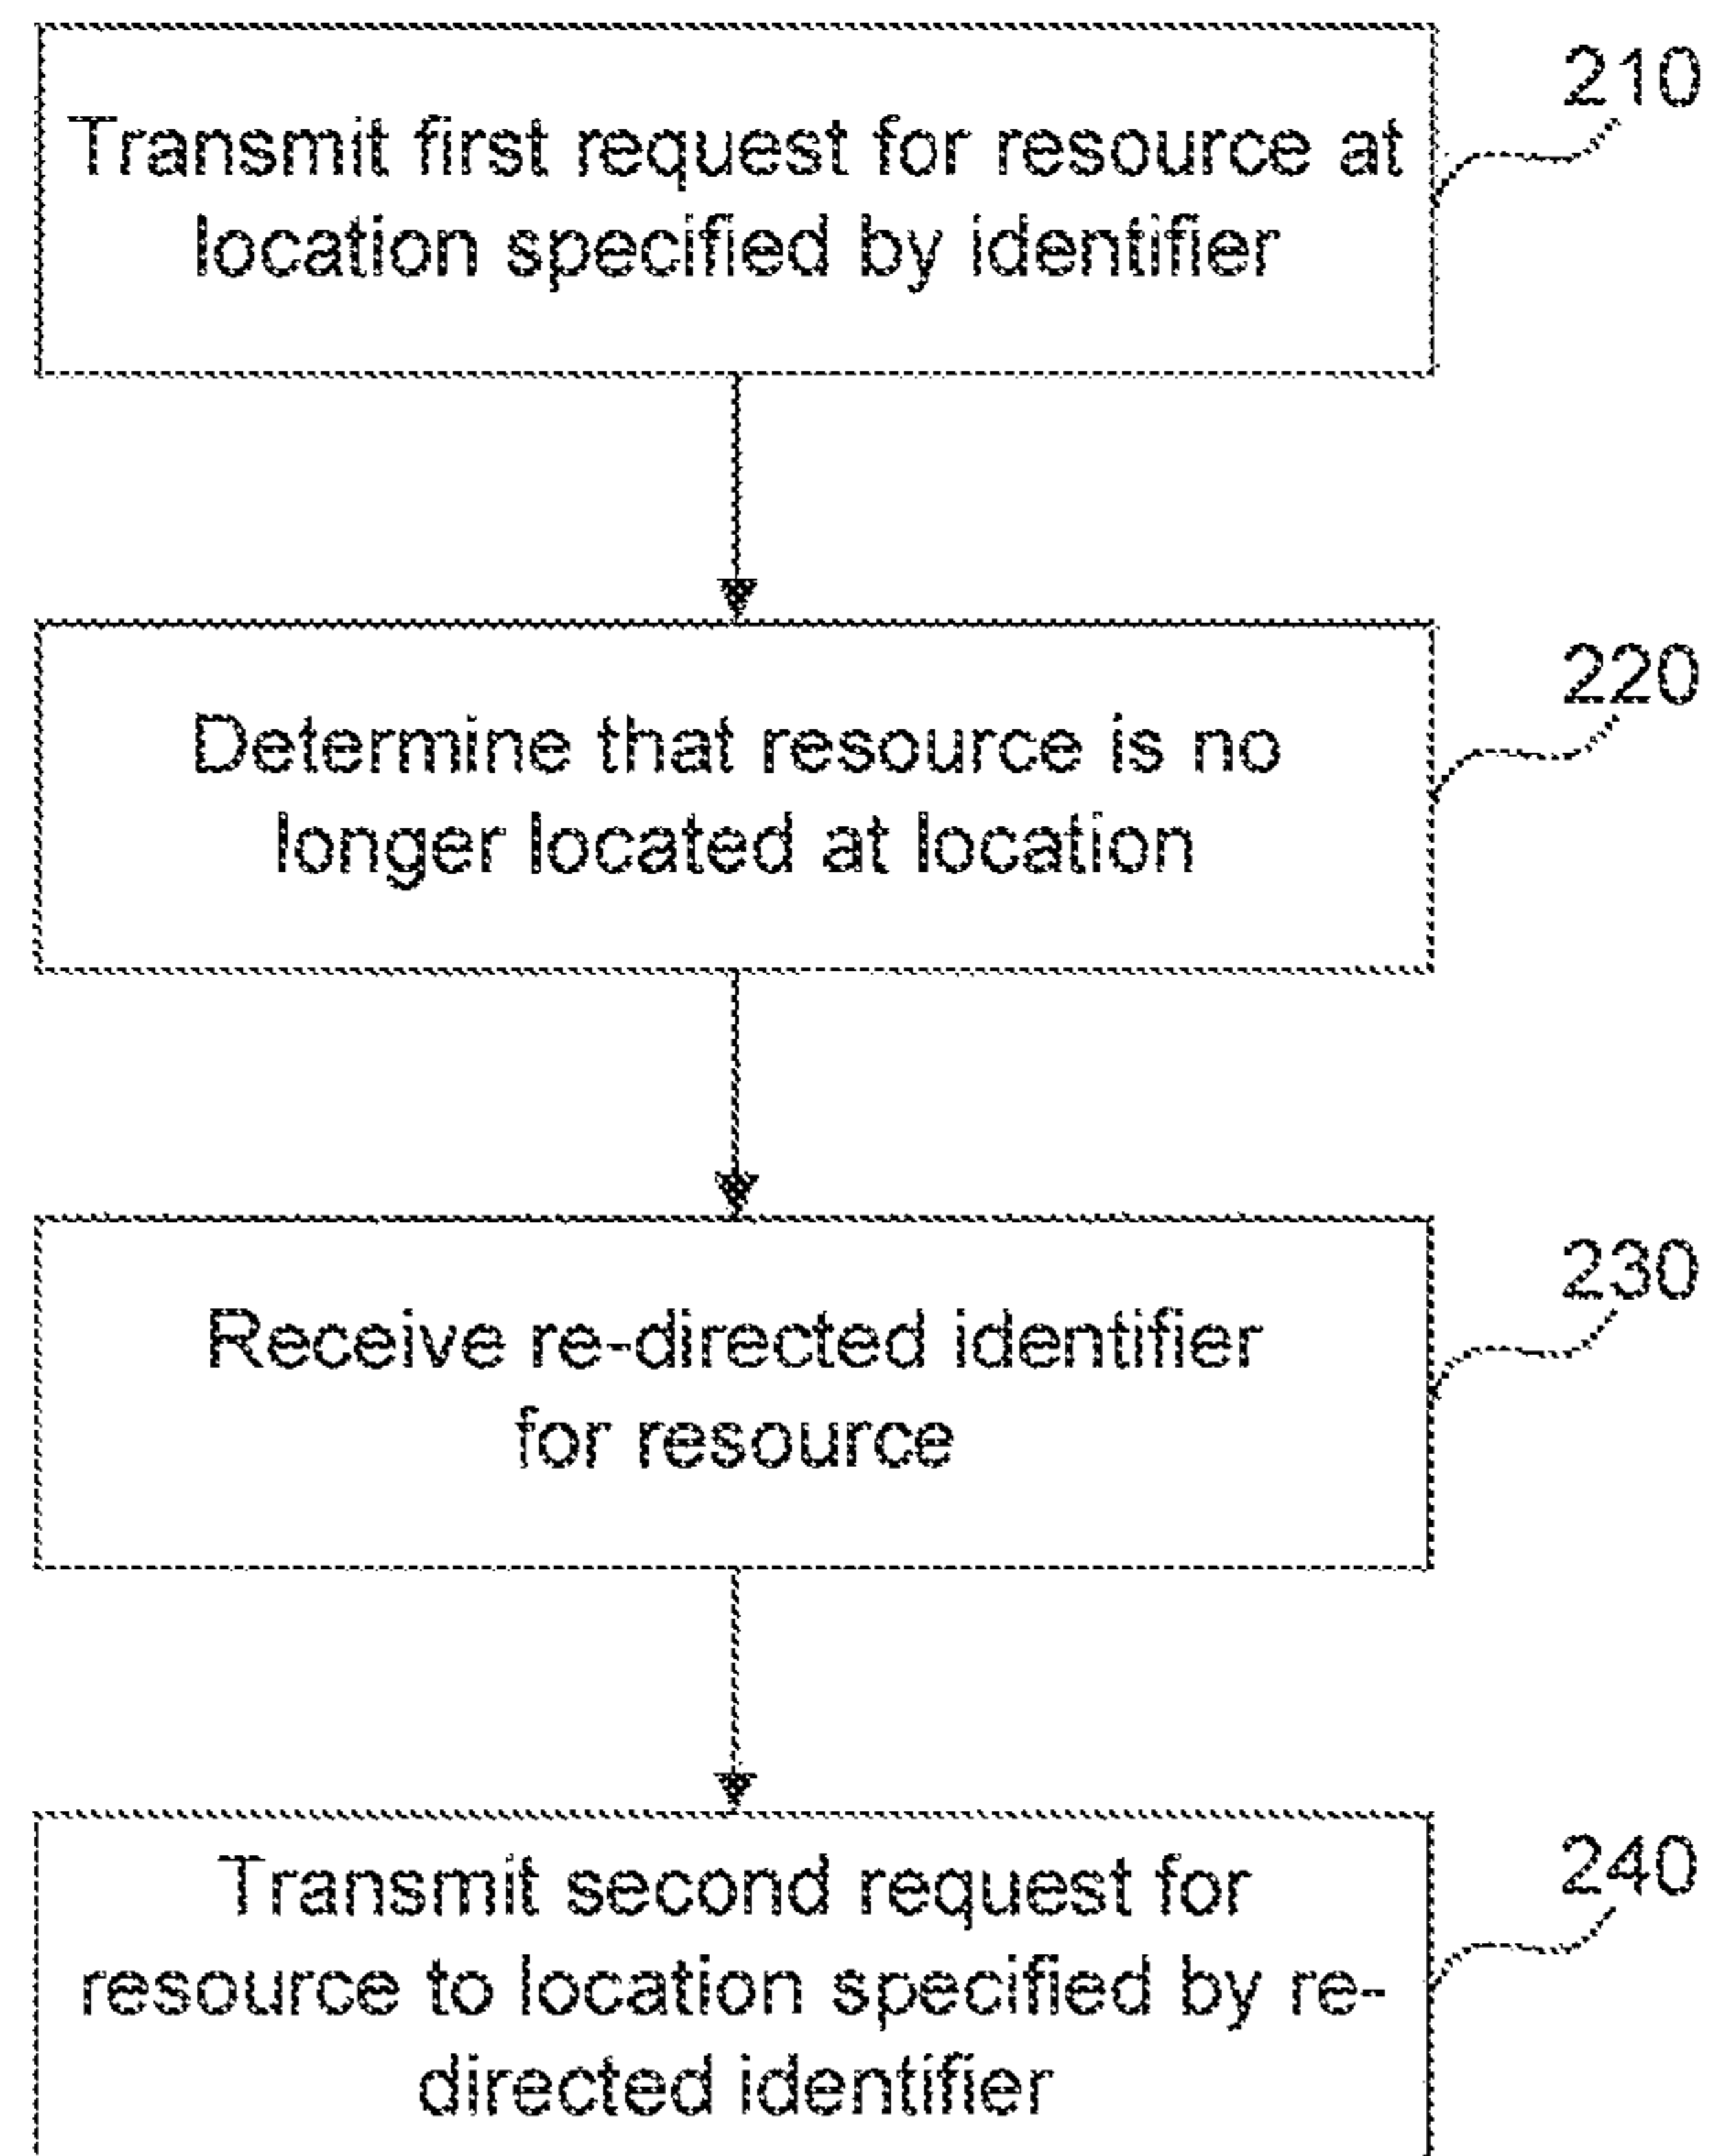 210
Transmit first request for resource at
location specified by identifier
220
Determine that resource is no
longer located at location
230
Receive re-directed identifier
for resource
240
Transmit second request for
resource to location specified by re-
directed identifier